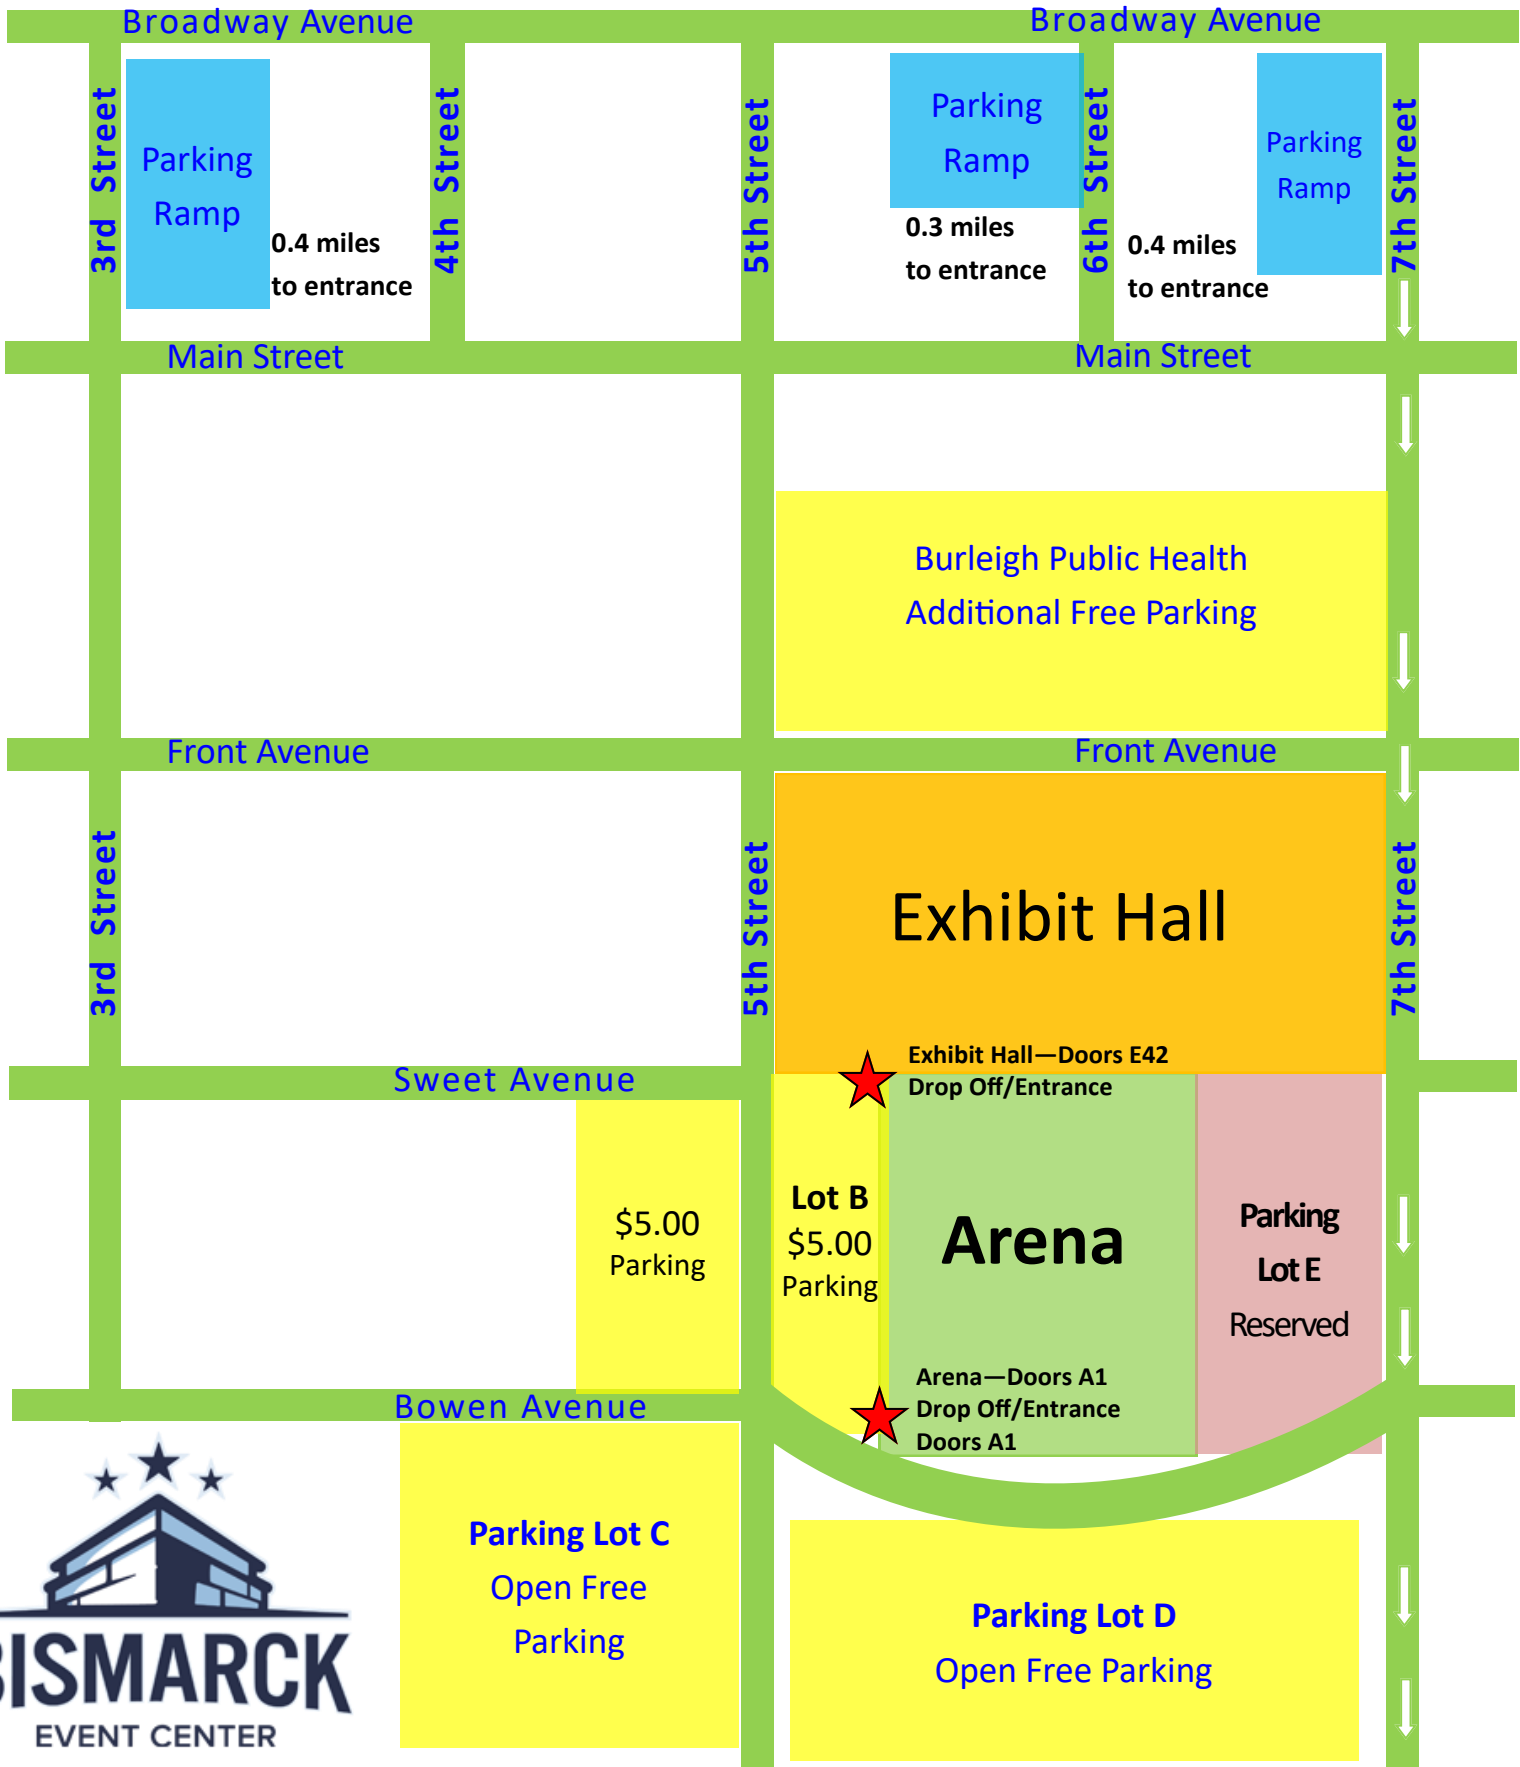 Broadway Avenue
Broadway Avenue
3rd Street
4th Street
5th Street
6th Street
7th Street
Parking
Ramp
0.4 miles
to entrance
Parking
Ramp
0.3 miles
to entrance
Parking
Ramp
0.4 miles
to entrance
Main Street
Main Street
Burleigh Public Health
Additional Free Parking
Front Avenue
Front Avenue
3rd Street
5th Street
7th Street
Exhibit Hall
Exhibit Hall—Doors E42
Drop Off/Entrance
Sweet Avenue
$5.00
Parking
Lot B
$5.00
Parking
Arena
Parking
Lot E
Reserved
Arena—Doors A1
Drop Off/Entrance
Doors A1
Bowen Avenue
Parking Lot C
Open Free
Parking
Parking Lot D
Open Free Parking
BISMARCK
EVENT CENTER